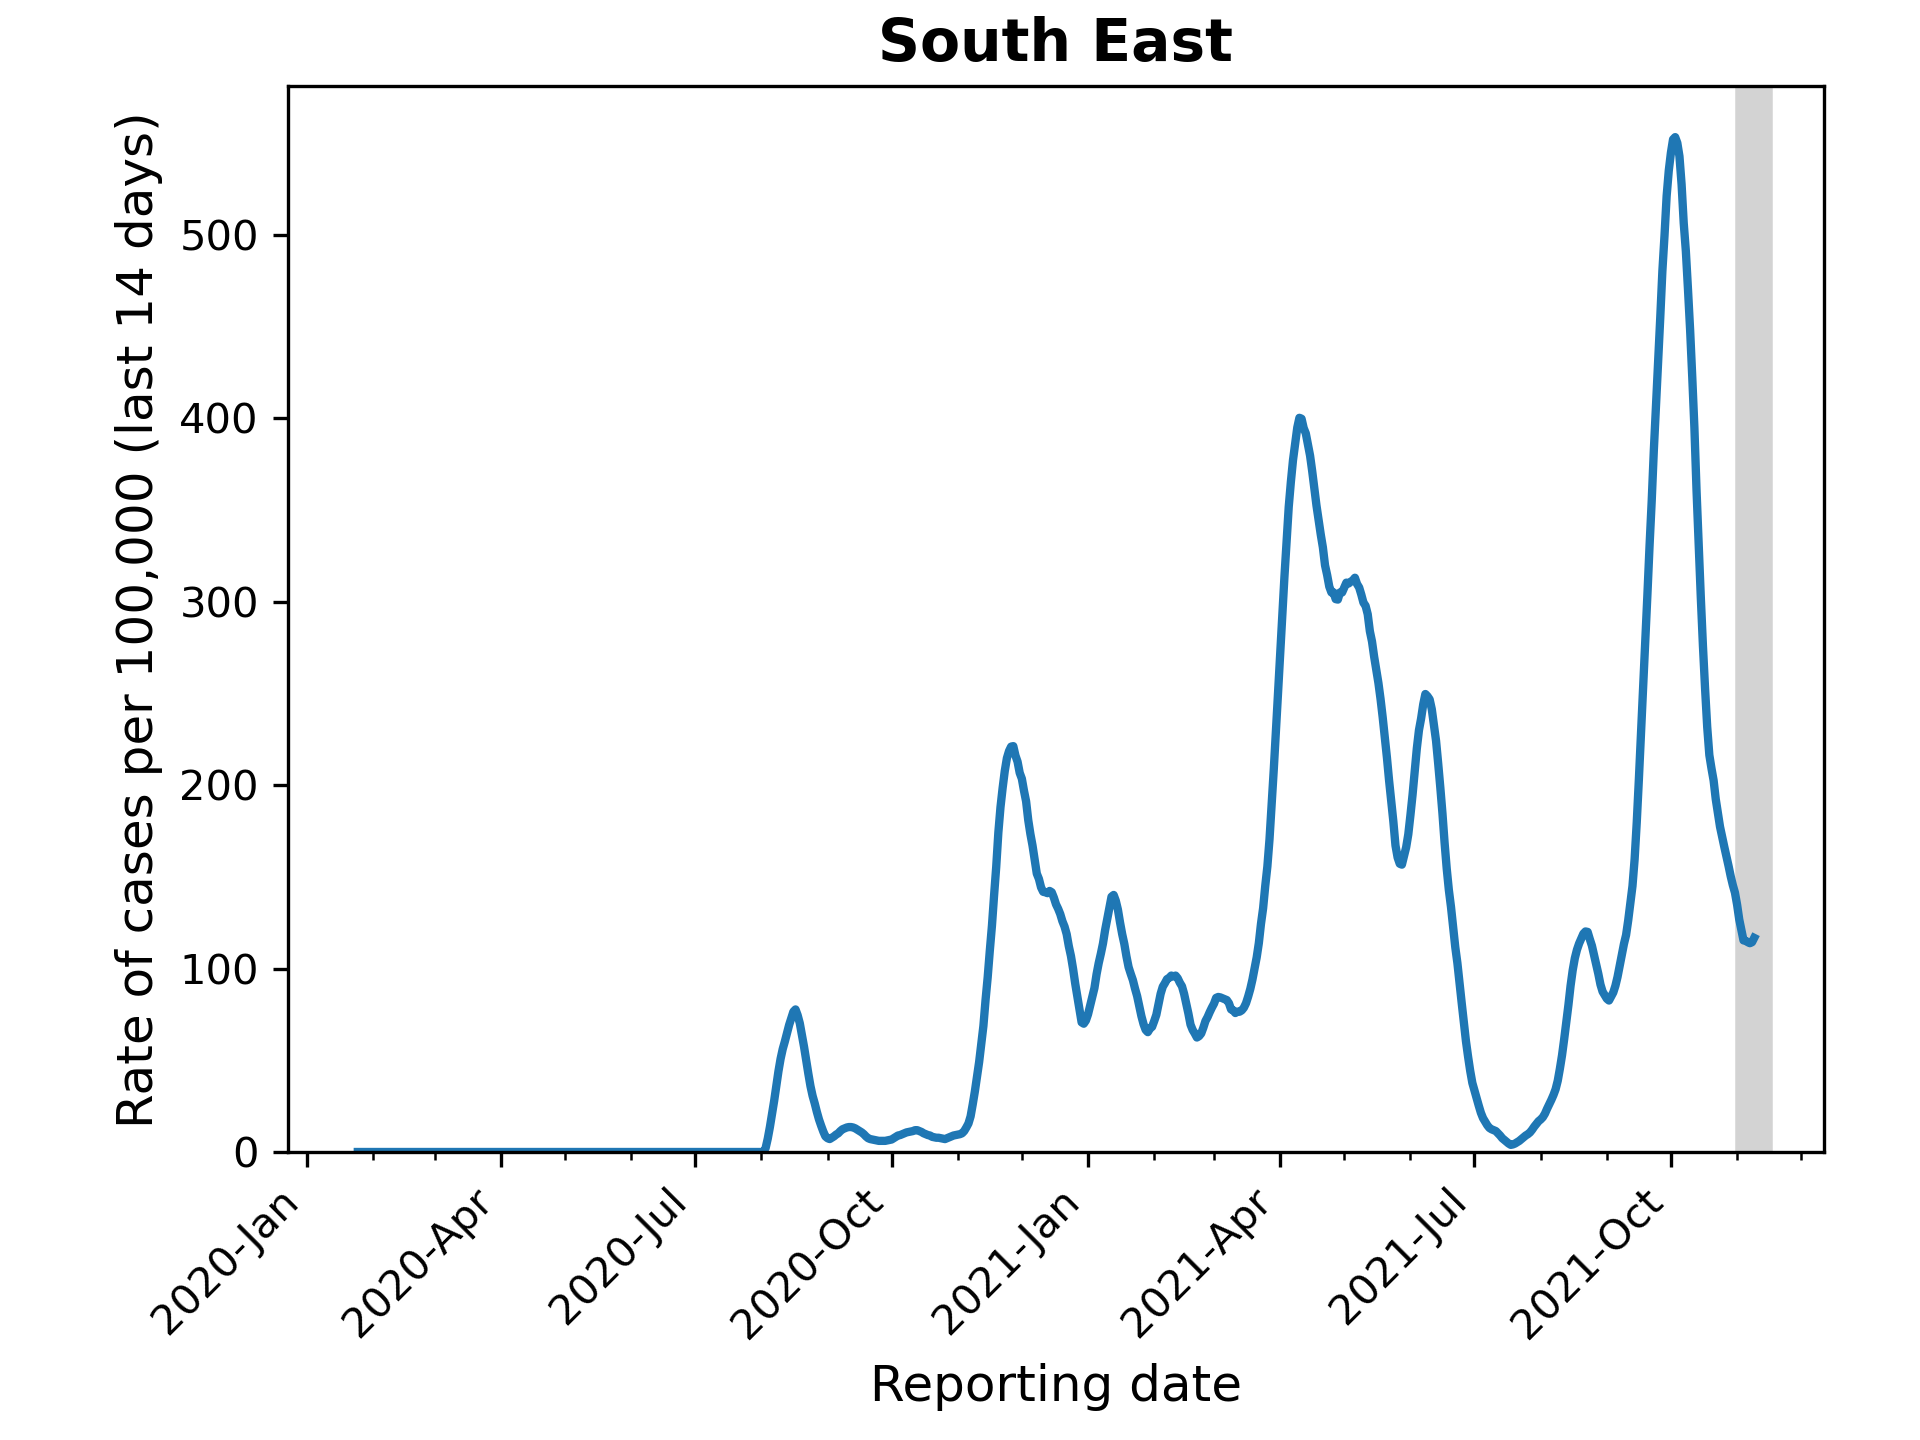 South East
Rate of cases per 100,000 (last 14 days)
500
400
300
200
100
0
2020-Jan
2020-Apr
2020-Jul
2020-Oct
2021-Jan
2021-Apr
2021-Jul
2021-Oct
Reporting date